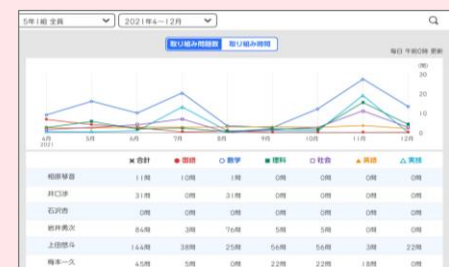 5年1組 全員
2021年4〜12月
取り組み問題数 取り組み時間
毎日 午前0時 更新
(問)
30
20
10
0
4月 5月 6月 7月 8月 9月 10月 11月 12月
2021
合計 国語 数学 理科 社会 英語 実技
相原琴音 11問 10問 1問 0問 0問 0問 0問
井口渉 31問 0問 31問 0問 0問 0問 0問
石沢杏 0問 0問 0問 0問 0問 0問 0問
岩井勇次 84問 3問 76問 5問 5問 0問 0問
上田悠斗 144問 38問 25問 56問 56問 3問 22問
梅本一久 45問 5問 0問 22問 22問 18問 0問